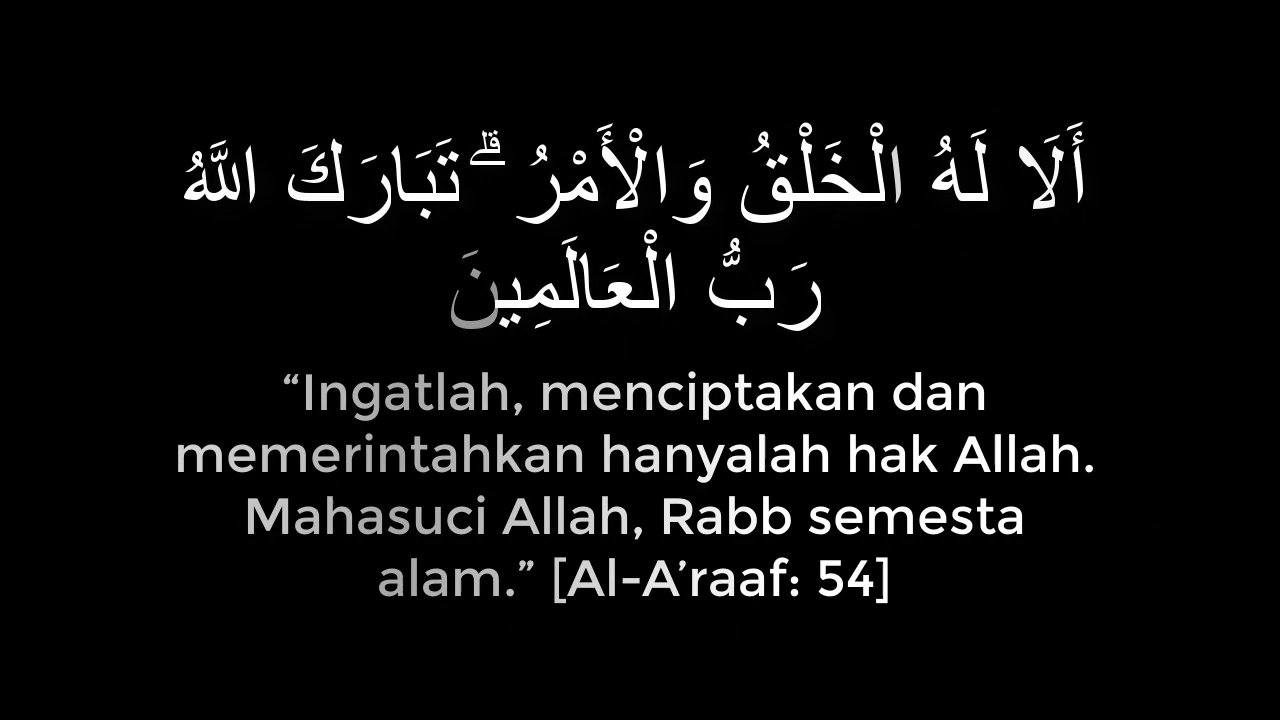 أَلَا لَهُ الْخَلْقُ وَالْأَمْرُ ۗ تَبَارَكَ اللَّهُ
رَبُّ الْعَالَمِينَ
“Ingatlah, menciptakan dan
memerintahkan hanyalah hak Allah.
Mahasuci Allah, Rabb semesta
alam.” [Al-A’raaf: 54]